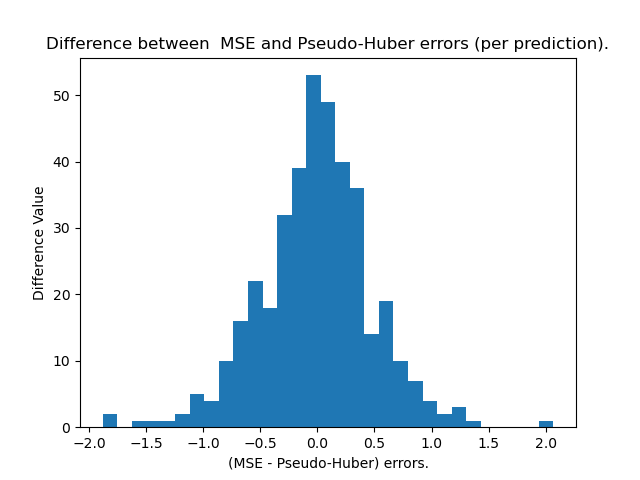 Difference between  MSE and Pseudo-Huber errors (per prediction).
50
40
30
20
10
0
Difference Value
−2.0 −1.5 −1.0 −0.5 0.0 0.5 1.0 1.5 2.0
(MSE - Pseudo-Huber) errors.